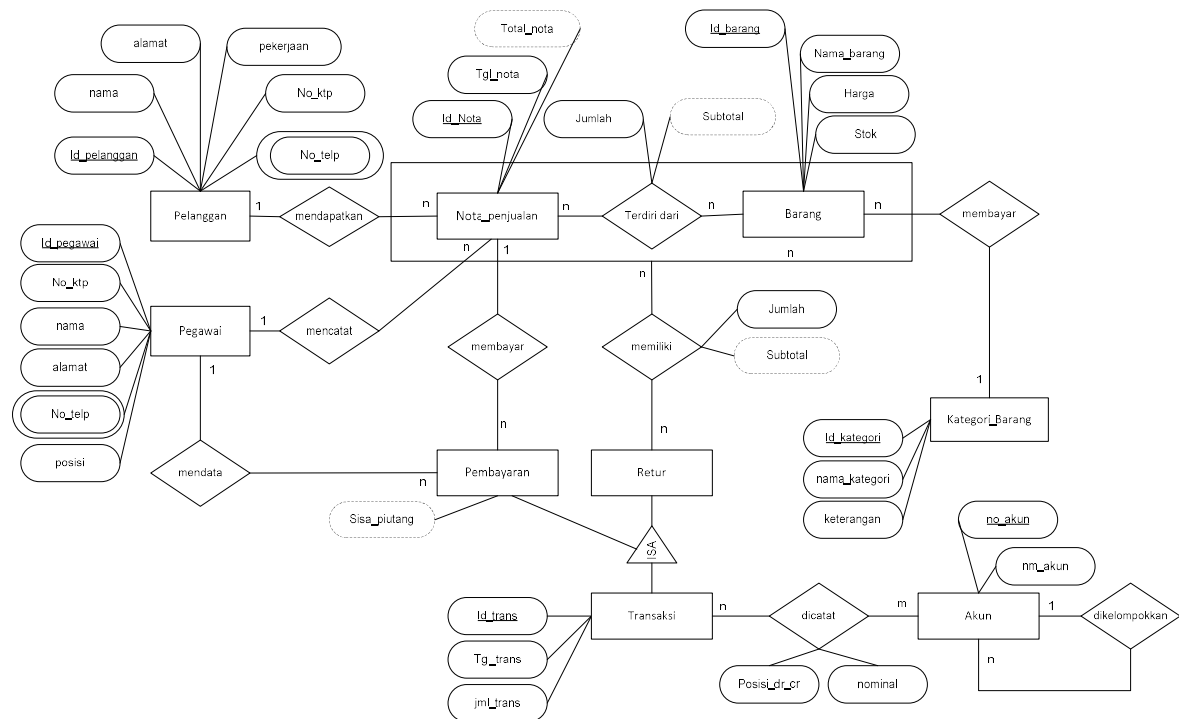 Total_nota
Id_barang
alamat
pekerjaan
Nama_barang
Tgl_nota
nama
No_ktp
Harga
Id_Nota
Jumlah
Subtotal
Stok
Id_pelanggan
No_telp
Pelanggan
1
mendapatkan
n
Nota_penjualan
n
Terdiri dari
n
Barang
n
membayar
Id_pegawai
n
1
n
No_ktp
n
Jumlah
nama
Pegawai
1
mencatat
membayar
memiliki
Subtotal
alamat
1
1
No_telp
n
n
Kategori_Barang
Id_kategori
posisi
mendata
n
Pembayaran
Retur
nama_kategori
Sisa_piutang
keterangan
no_akun
ISA
nm_akun
Id_trans
Transaksi
n
dicatat
m
Akun
1
dikelompokkan
n
Tg_trans
Posisi_dr_cr
nominal
jml_trans